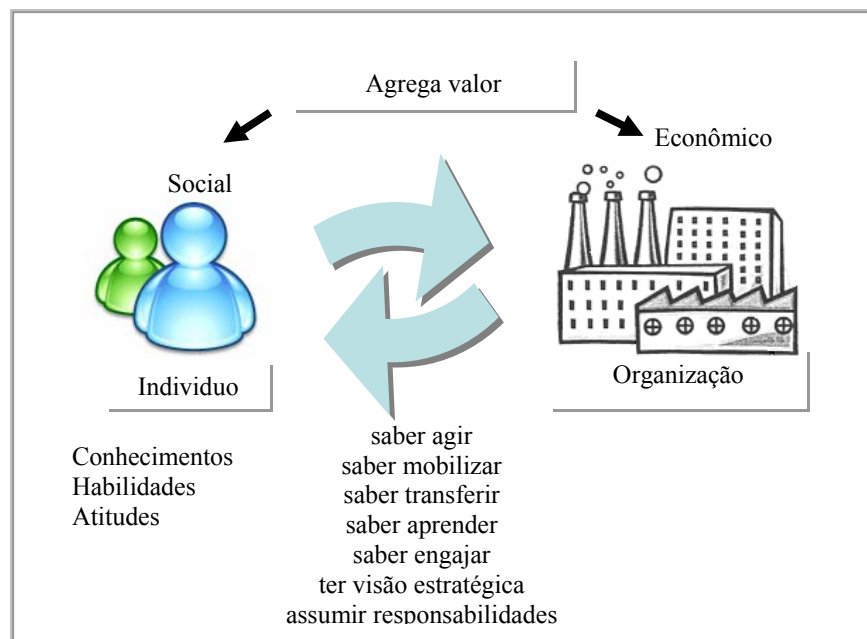 Agrega valor
Econômico
Social
Individuo
Organização
Conhecimentos
Habilidades
Atitudes
saber agir
saber mobilizar
saber transferir
saber aprender
saber engajar
ter visão estratégica
assumir responsabilidades